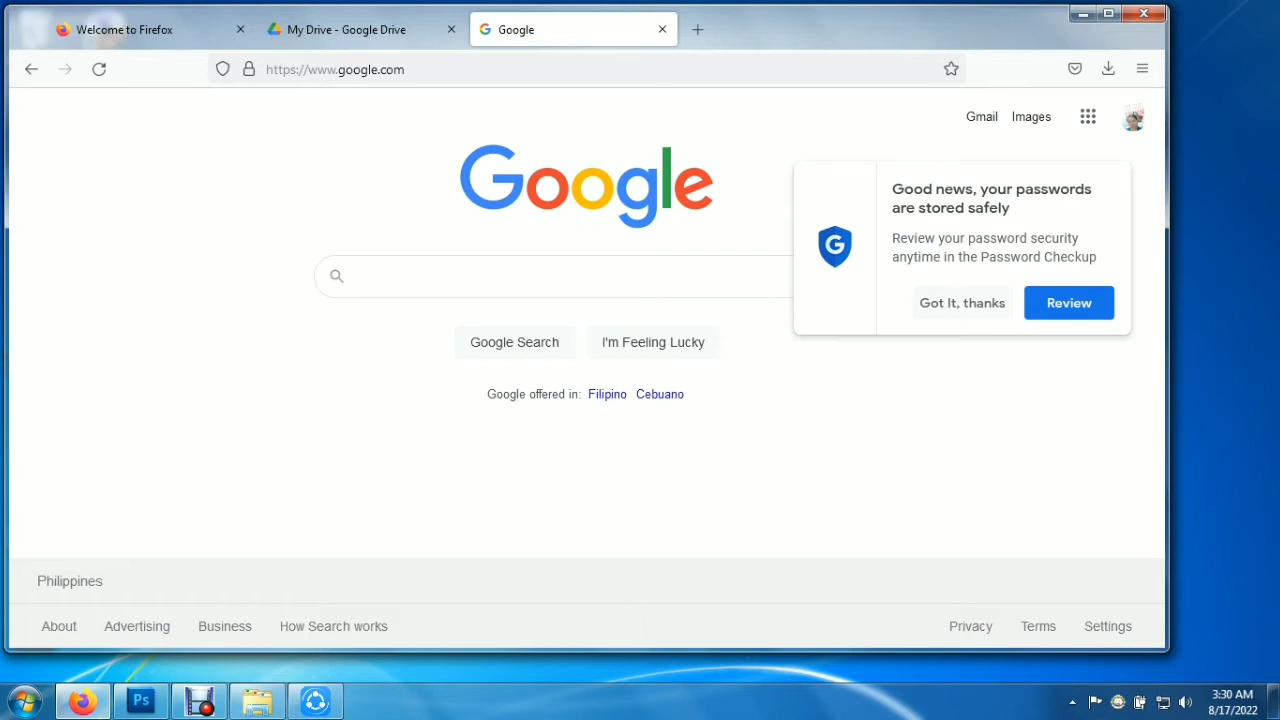 Welcome to Firefox
My Drive - Google Drive
Google
https://www.google.com
Gmail Images
Google
Good news, your passwords
are stored safely
Review your password security
anytime in the Password Checkup
Got It, thanks
Review
Google Search
I'm Feeling Lucky
Google offered in: Filipino Cebuano
Philippines
About Advertising Business How Search works
Privacy Terms Settings
Ps
3:30 AM
8/17/2022